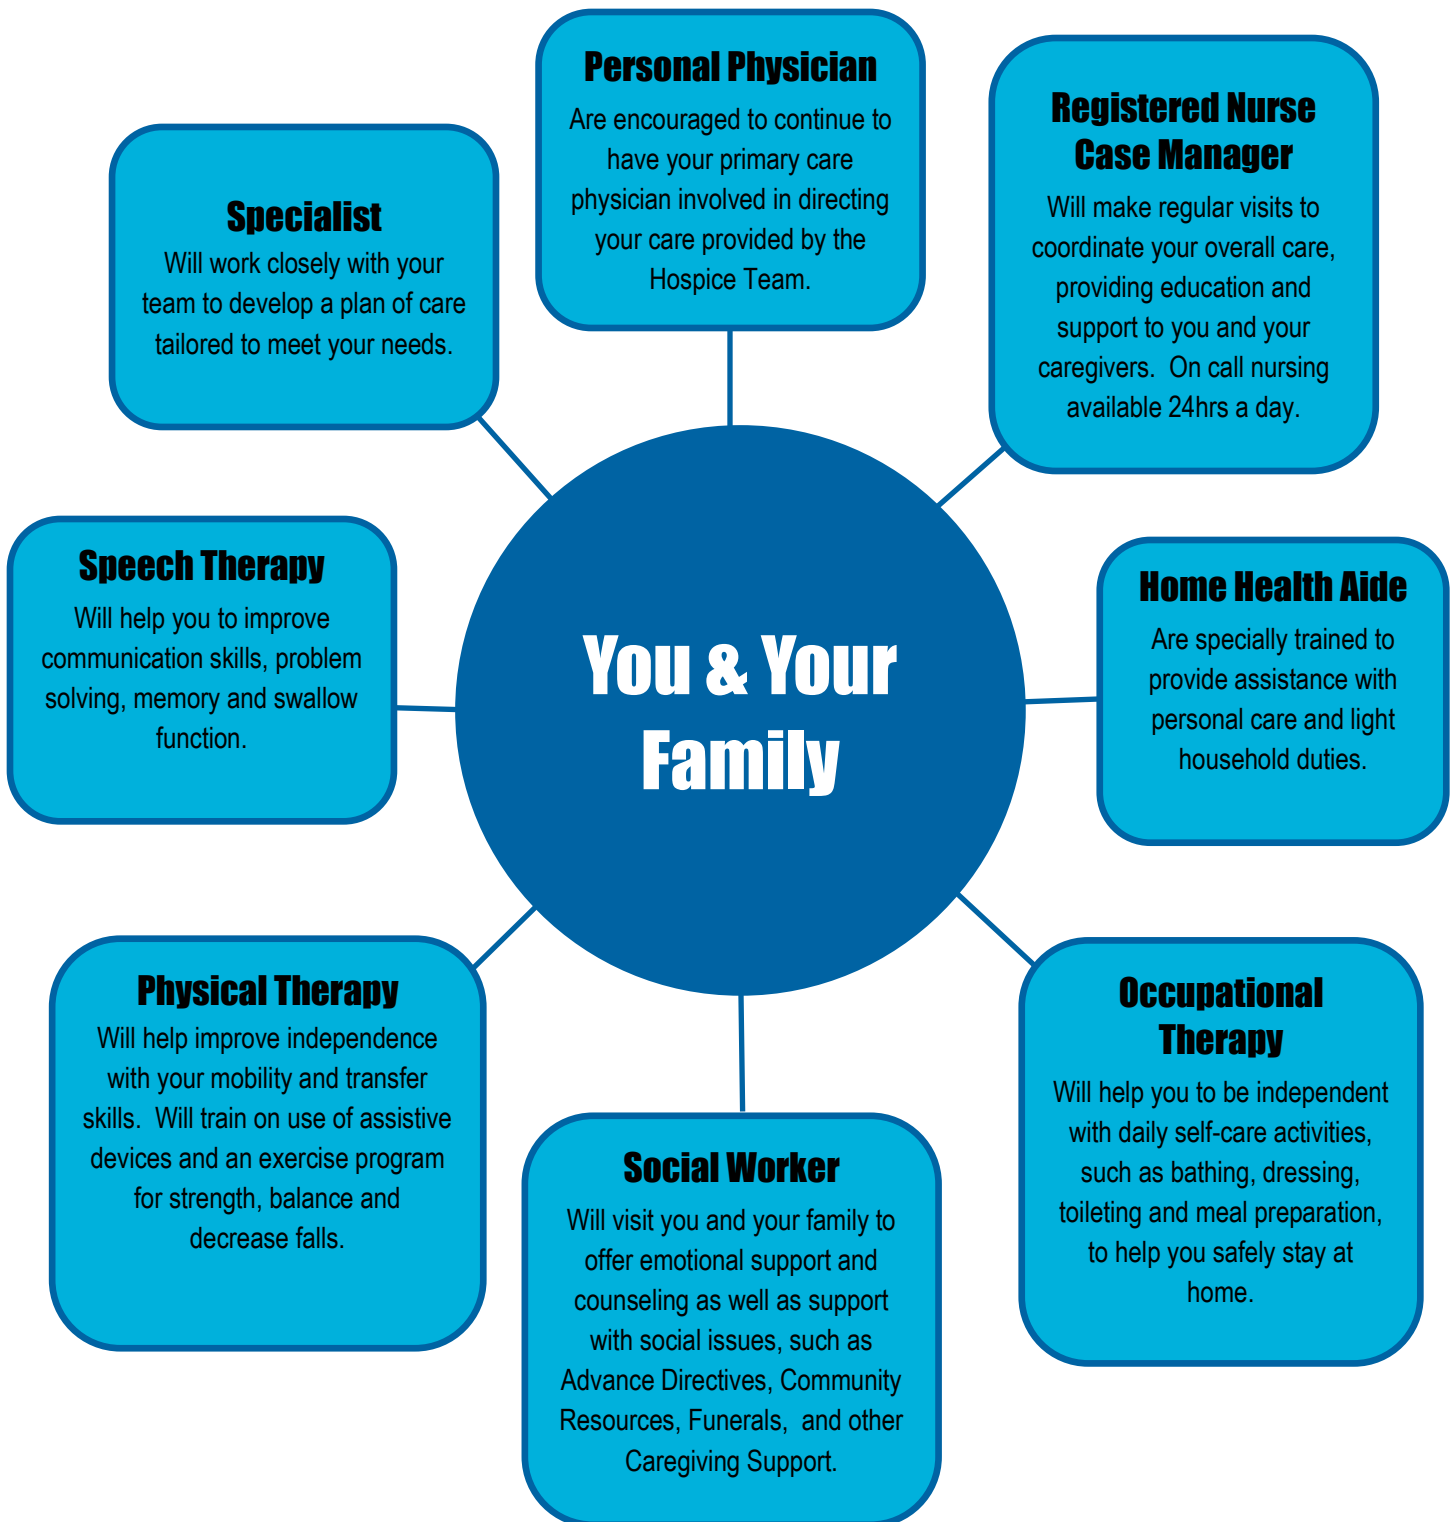 Personal Physician
Are encouraged to continue to
have your primary care
physician involved in directing
your care provided by the
Hospice Team.
Registered Nurse
Case Manager
Will make regular visits to
coordinate your overall care,
providing education and
support to you and your
caregivers.  On call nursing
available 24hrs a day.
Specialist
Will work closely with your
team to develop a plan of care
tailored to meet your needs.
Speech Therapy
Will help you to improve
communication skills, problem
solving, memory and swallow
function.
You & Your
Family
Home Health Aide
Are specially trained to
provide assistance with
personal care and light
household duties.
Physical Therapy
Will help improve independence
with your mobility and transfer
skills.  Will train on use of assistive
devices and an exercise program
for strength, balance and
decrease falls.
Occupational
Therapy
Will help you to be independent
with daily self-care activities,
such as bathing, dressing,
toileting and meal preparation,
to help you safely stay at
home.
Social Worker
Will visit you and your family to
offer emotional support and
counseling as well as support
with social issues, such as
Advance Directives, Community
Resources, Funerals,  and other
Caregiving Support.